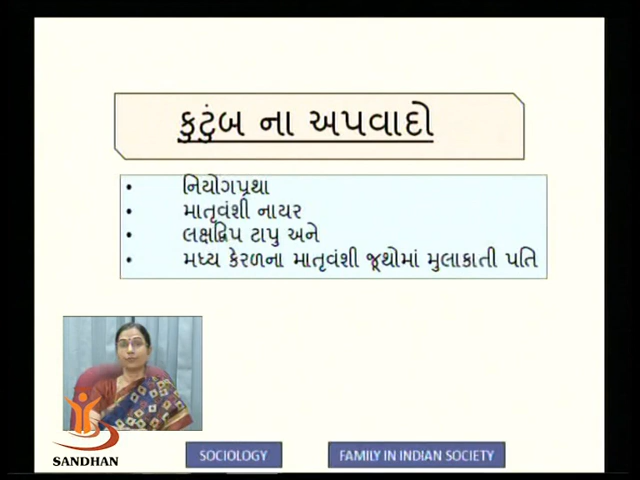 કુટુંબ ના અપવાદો
• નિયોગપ્રથા
• માતૃવંશી નાયર
• લક્ષદ્વિપ ટાપુ અને
• મધ્ય કેરળના માતૃવંશી જૂથોમાં મુલાકાતી પતિ
SANDHAN
SOCIOLOGY
FAMILY IN INDIAN SOCIETY